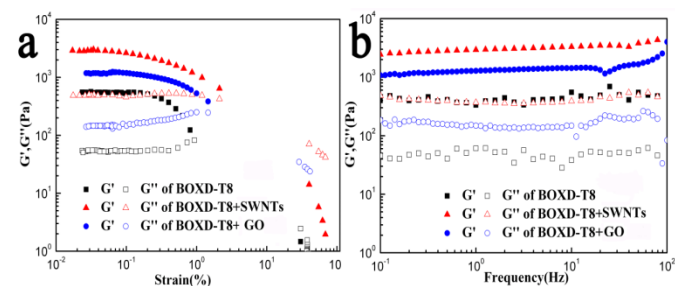 a
b
10^4
10^3
10^2
10^1
10^0
G',G''(Pa)
G' G'' of BOXD-T8
G' G'' of BOXD-T8+SWNTs
G' G'' of BOXD-T8+ GO
10^-2 10^-1 10^0 10^1 10
Strain(%)
10^4
10^3
10^2
10^1
10^0
G',G''(Pa)
G' G'' of BOXD-T8
G' G'' of BOXD-T8+SWNTs
G' G'' of BOXD-T8+GO
10^-1 10^0 10^1 10^2
Frequency(Hz)